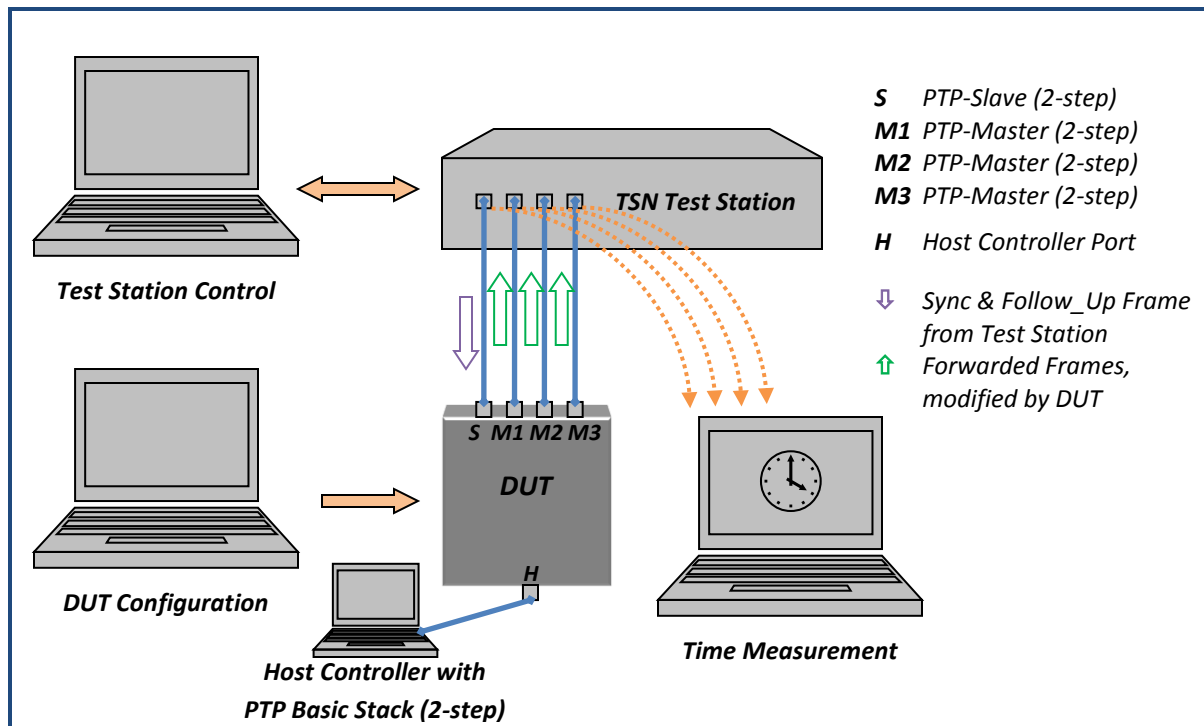 S PTP-Slave (2-step)
M1 PTP-Master (2-step)
M2 PTP-Master (2-step)
M3 PTP-Master (2-step)
H Host Controller Port
Sync & Follow_Up Frame
from Test Station
Forwarded Frames,
modified by DUT
TSN Test Station
Test Station Control
S M1 M2 M3
DUT
H
DUT Configuration
Host Controller with
PTP Basic Stack (2-step)
Time Measurement